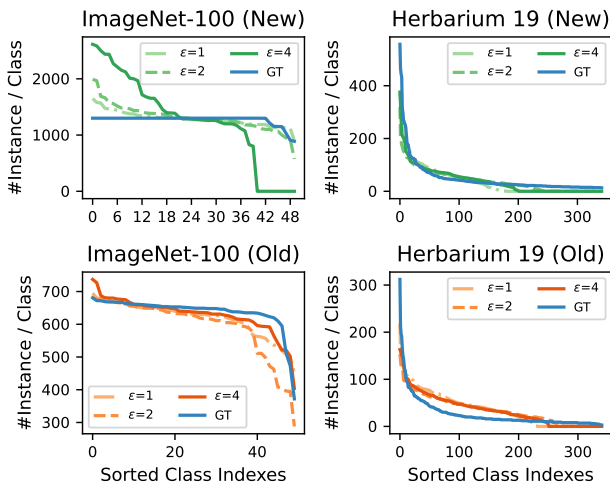 ImageNet-100 (New)
#Instance / Class
2000
1000
0
0 6 12 18 24 30 36 42 48
ε=1
ε=2
ε=4
GT
Herbarium 19 (New)
#Instance / Class
400
200
0
0 100 200 300
ε=1
ε=2
ε=4
GT
ImageNet-100 (Old)
#Instance / Class
700
600
500
400
300
0 20 40
ε=1
ε=2
ε=4
GT
Sorted Class Indexes
Herbarium 19 (Old)
#Instance / Class
300
200
100
0
0 100 200 300
ε=1
ε=2
ε=4
GT
Sorted Class Indexes